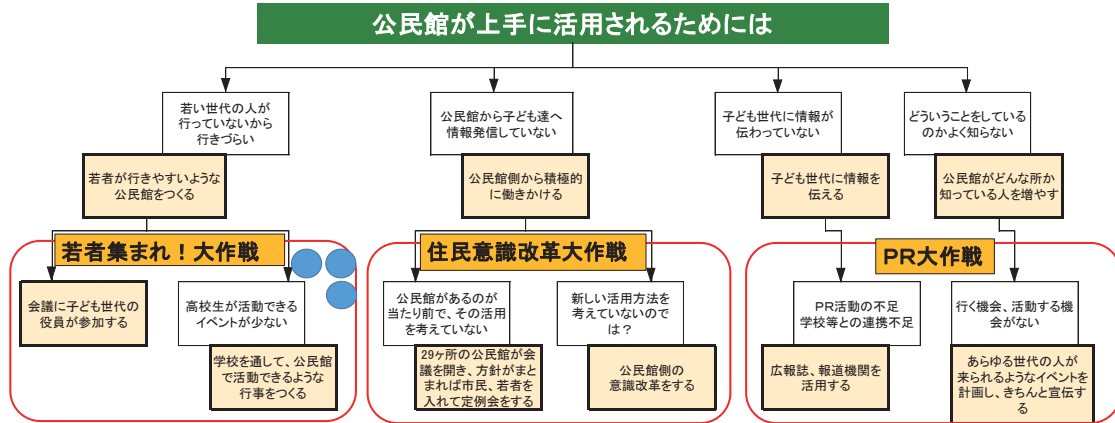 公民館が上手に活用されるためには
若い世代の人が
行っていないから
行きづらい
公民館から子ども達へ
情報発信していない
子ども世代に情報が
伝わっていない
どういうことをしている
のかよく知らない
若者が行きやすいような
公民館をつくる
公民館側から積極的
に働きかける
子ども世代に情報を
伝える
公民館がどんな所か
知っている人を増やす
若者集まれ！大作戦
住民意識改革大作戦
PR大作戦
会議に子ども世代の
役員が参加する
高校生が活動できる
イベントが少ない
公民館があるのが
当たり前で、その活用
を考えていない
新しい活用方法を
考えていないので
は？
PR活動の不足
学校等との連携不足
行く機会、活動する機
会がない
学校を通して、公民館
で活動できるような
行事をつくる
29ヶ所の公民館が会
議を開き、方針がまと
まれば市民、若者を
入れて定例会をする
公民館側の
意識改革をする
広報誌、報道機関を
活用する
あらゆる世代の人が
来られるようなイベントを
計画し、きちんと宣伝す
る